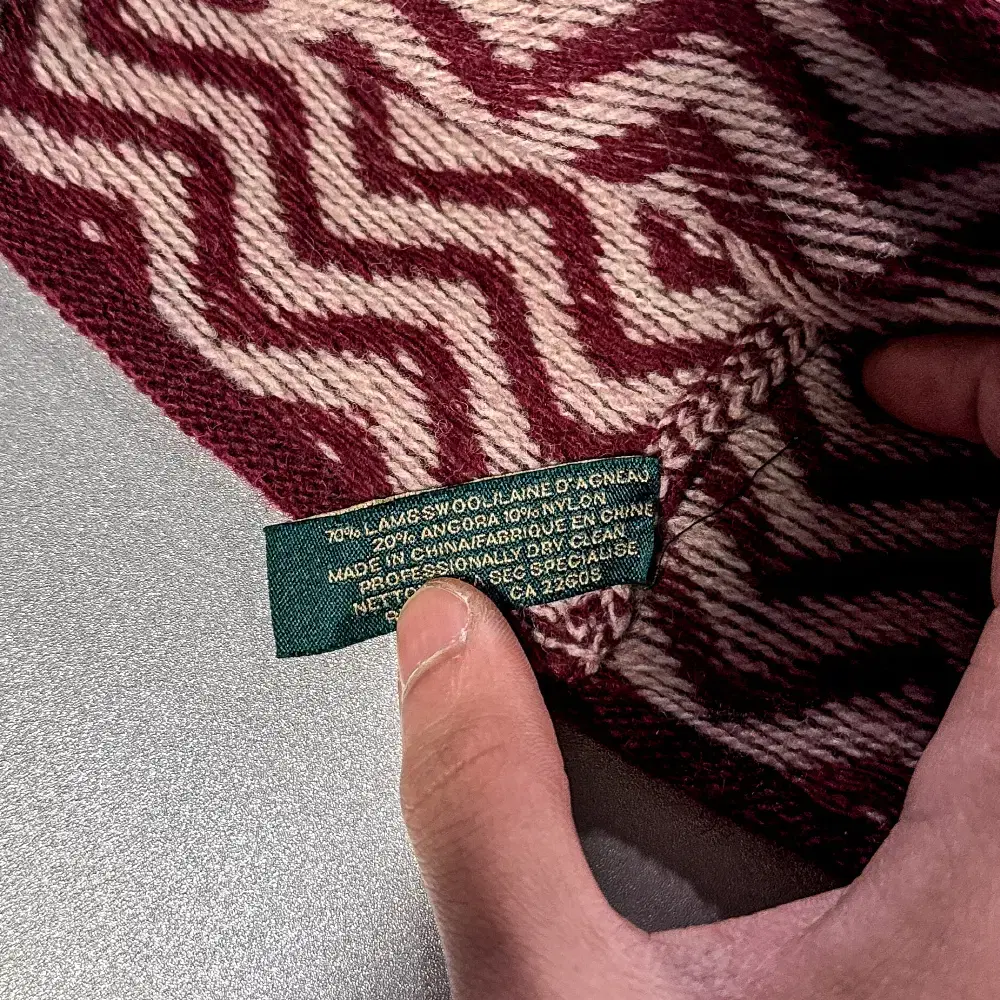 70% LAMBSWOOL/LAINE D'AGNEAU
20% ANGORA 10% NYLON
MADE IN CHINA/FABRIQUE EN CHINE
PROFESSIONALLY DRY CLEAN
SEC SPECIALISE
CA 22608